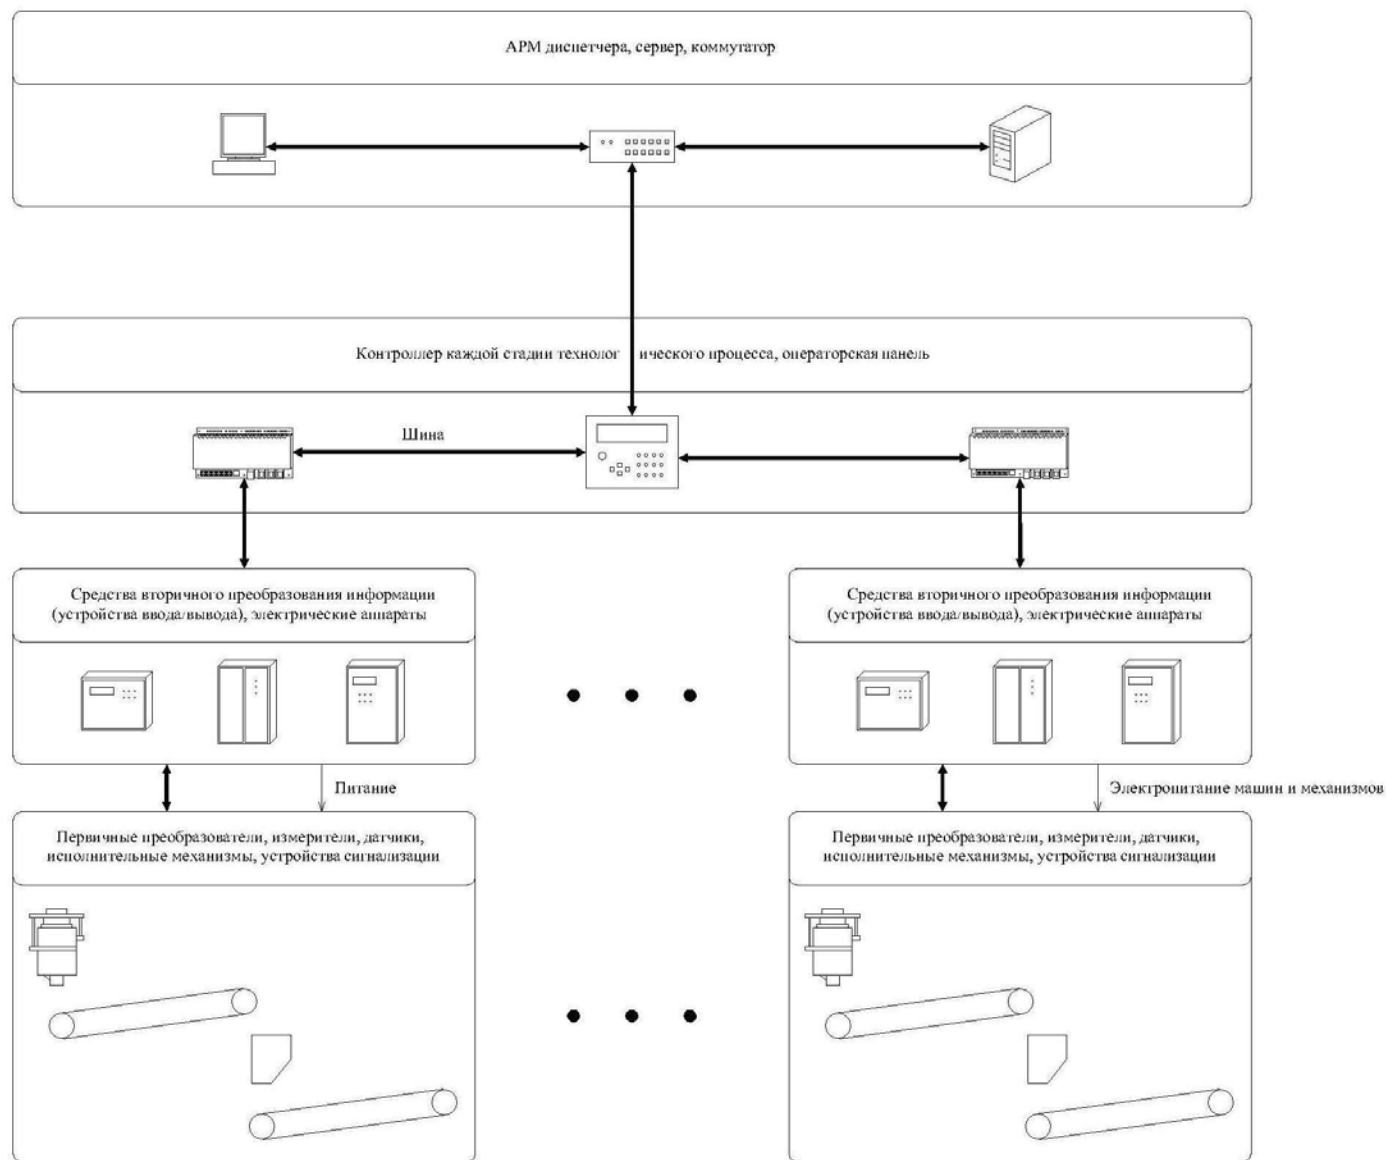 АРМ диспетчера, сервер, коммутатор
Контроллер каждой стадии технологического процесса, операторская панель
Шина
Средства вторичного преобразования информации
(устройства ввода/вывода), электрические аппараты
Средства вторичного преобразования информации
(устройства ввода/вывода), электрические аппараты
Питание
Электропитание машин и механизмов
Первичные преобразователи, измерители, датчики,
исполнительные механизмы, устройства сигнализации
Первичные преобразователи, измерители, датчики,
исполнительные механизмы, устройства сигнализации